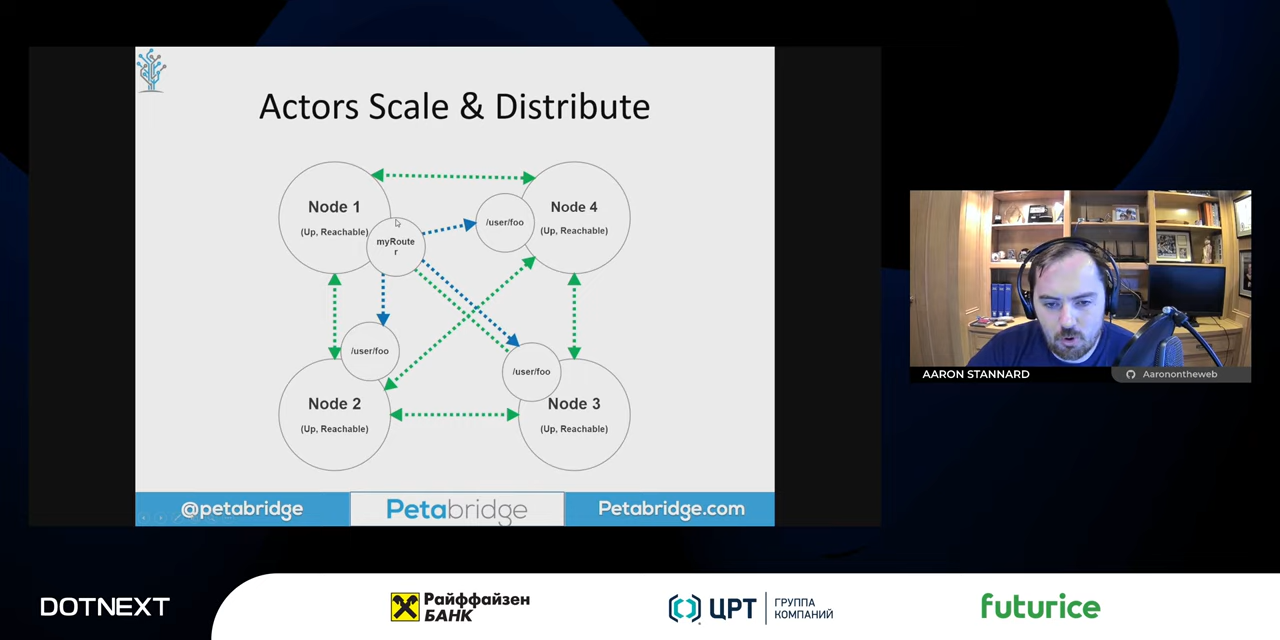 Actors Scale & Distribute
Node 1
(Up, Reachable)
myRoute
r
/user/foo
Node 4
(Up, Reachable)
/user/foo
Node 2
(Up, Reachable)
/user/foo
Node 3
(Up, Reachable)
@petabridge
Petabridge
Petabridge.com
AARON STANNARD
Aaronontheweb
DOTNEXT
Райффайзен
БАНК
ЦРТ
ГРУППА
КОМПАНИЙ
futurice